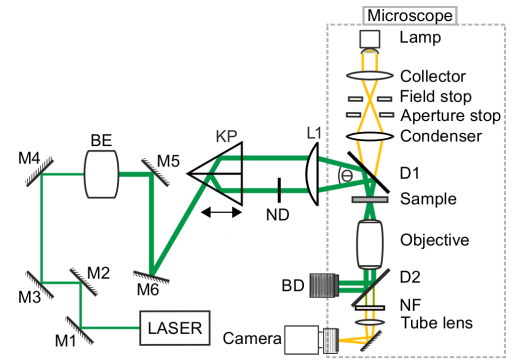 Microscope
Lamp
Collector
Field stop
Aperture stop
Condenser
KP
L1
BE
M4
M5
D1
Θ
Sample
ND
Objective
M6
M3
M2
BD
D2
NF
M1
LASER
Camera
Tube lens